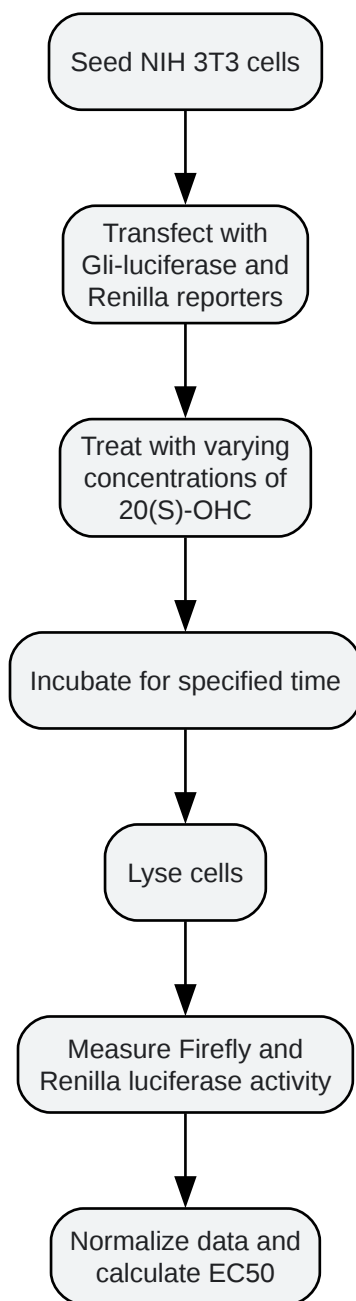 Seed NIH 3T3 cells
Transfect with
Gli-luciferase and
Renilla reporters
Treat with varying
concentrations of
20(S)-OHC
Incubate for specified time
Lyse cells
Measure Firefly and
Renilla luciferase activity
Normalize data and
calculate EC50